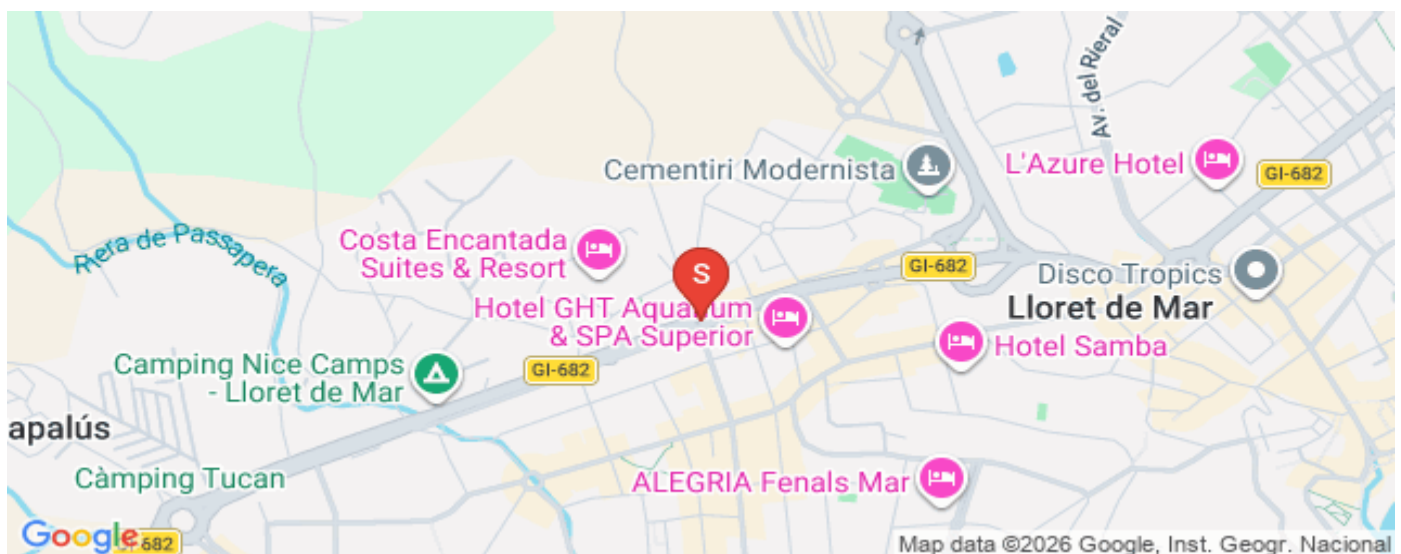 Av. del Rieral
Cementiri Modernista
L'Azure Hotel
GI-682
Riera de Passapera
Costa Encantada
Suites & Resort
S
GI-682
Disco Tropics
Lloret de Mar
Hotel GHT Aquarium
& SPA Superior
Hotel Samba
Camping Nice Camps
- Lloret de Mar
GI-682
apalús
Càmping Tucan
ALEGRIA Fenals Mar
Google
682
Map data ©2026 Google, Inst. Geogr. Nacional